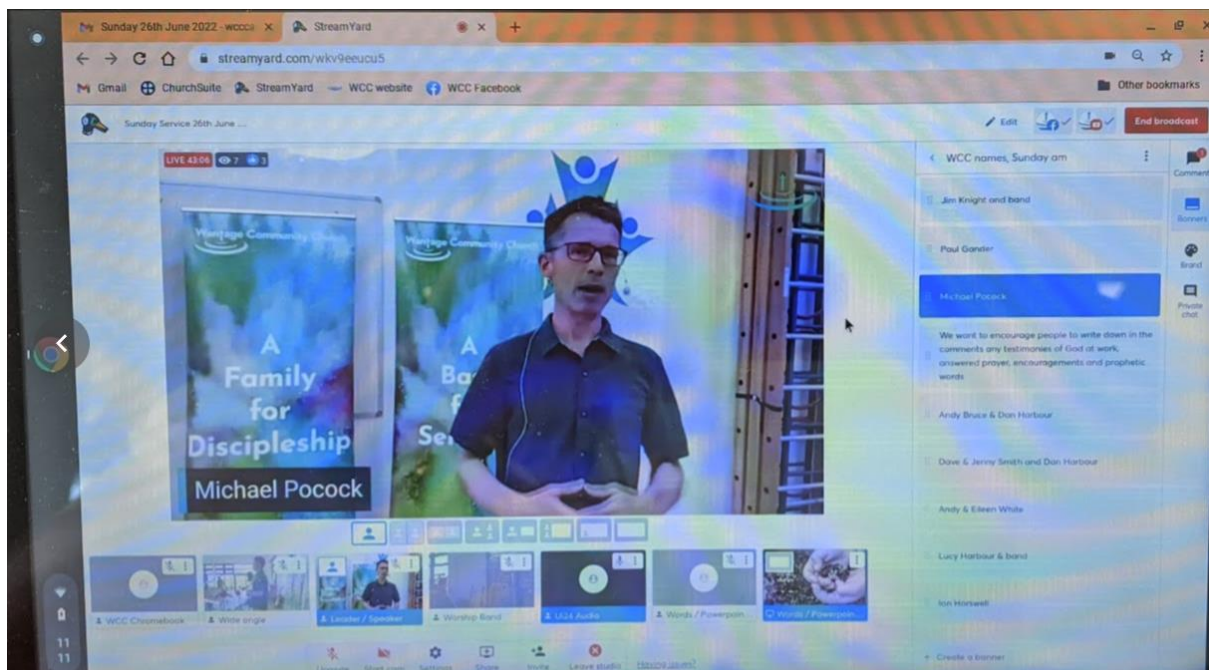 Sunday 26th June 2022 - wccca
StreamYard
streamyard.com/wkv9eeucu5
Gmail
ChurchSuite
StreamYard
WCC website
WCC Facebook
Other bookmarks
Sunday Service 26th June ...
Edit
End broadcast
LIVE 43:06
7
3
Wantage Community Church
A
Family
for
Discipleship
Wantage Community Church
A
Ba
f
Ser
Michael Pocock
WCC names, Sunday am
Jim Knight and band
Paul Gander
Michael Pocock
We want to encourage people to write down in the
comments any testimonies of God at work,
answered prayer, encouragements and prophetic
words
Andy Bruce & Dan Harbour
Dave & Jenny Smith and Dan Harbour
Andy & Eileen White
Lucy Harbour & band
Ian Horswell
Create a banner
Comment
Banners
Brand
Private
chat
WCC Chromebook
Wide angle
Leader / Speaker
Worship Band
Ui24 Audio
Words / Powerpoin...
Words / Powerpoin...
Settings
Share
Invite
Leave studio
Having issues?
11
11